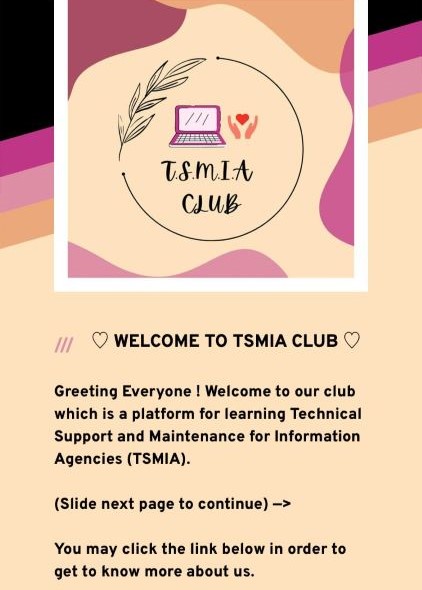 T.S.M.I.A
CLUB
/// ♡ WELCOME TO TSMIA CLUB ♡
Greeting Everyone ! Welcome to our club
which is a platform for learning Technical
Support and Maintenance for Information
Agencies (TSMIA).
(Slide next page to continue) —>
You may click the link below in order to
get to know more about us.